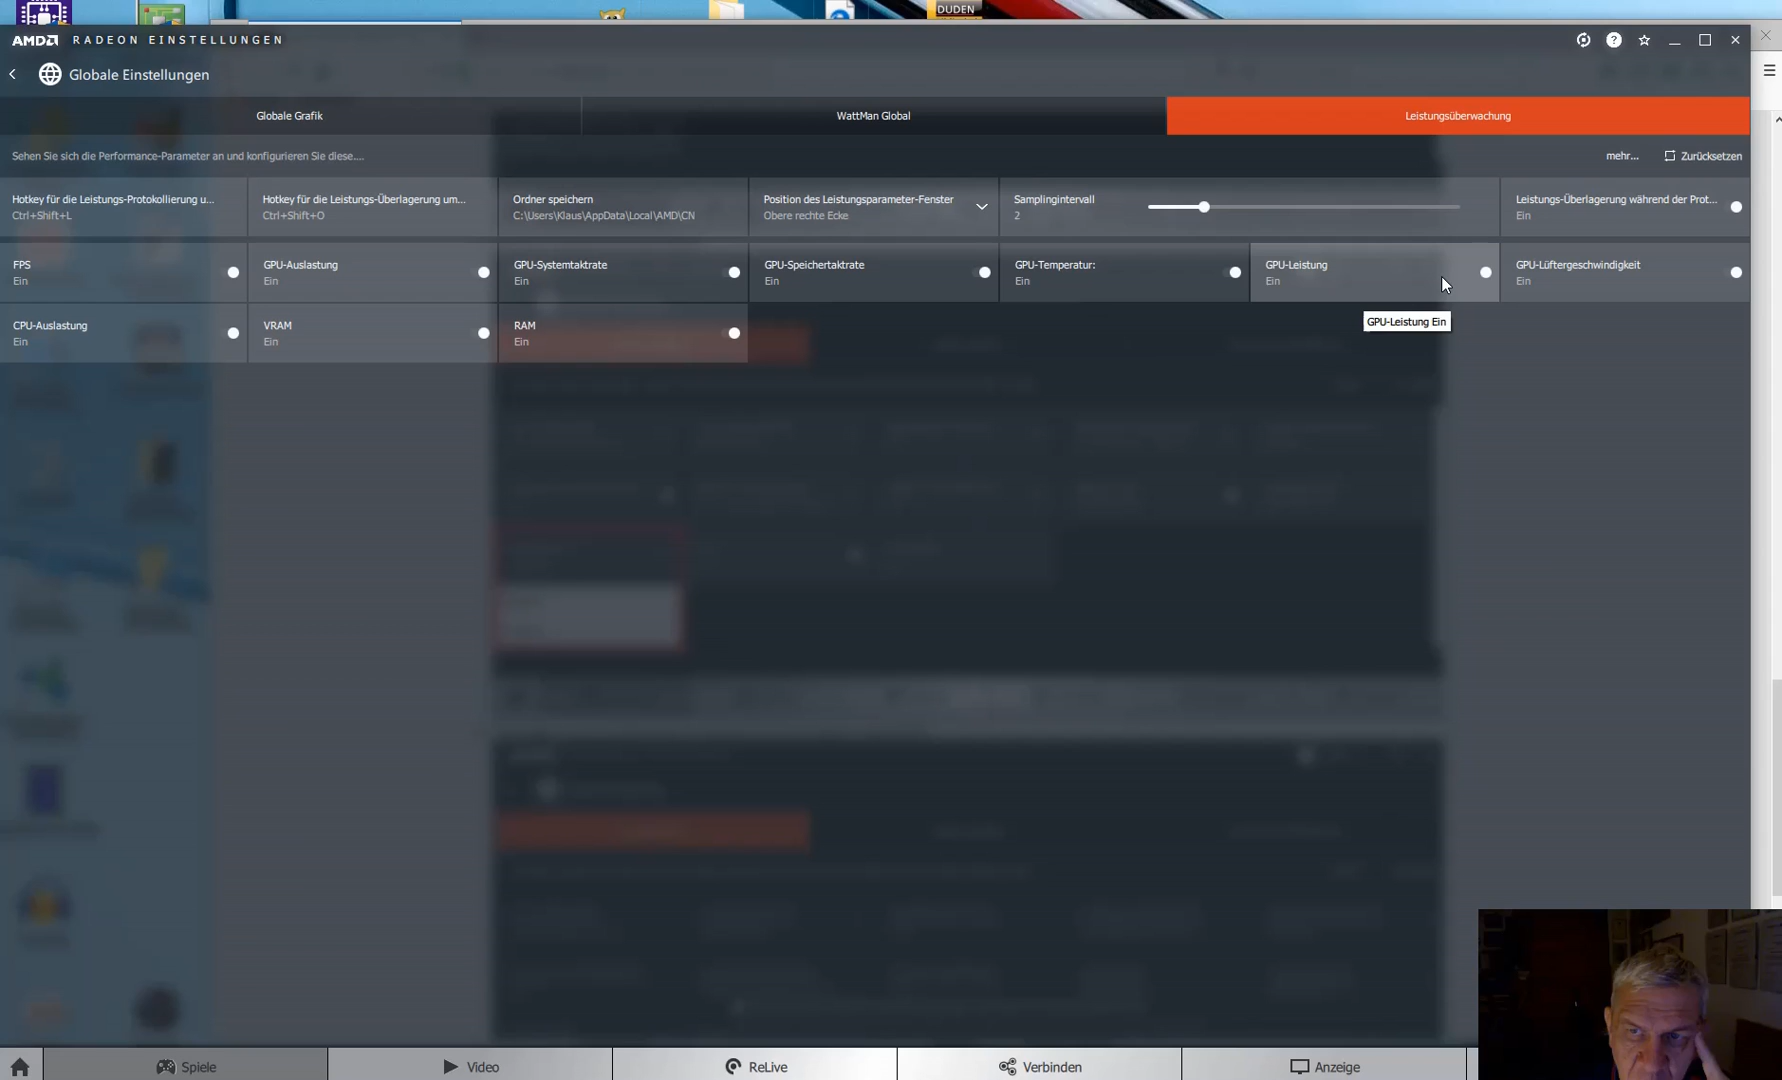 DUDEN
AMD RADEON EINSTELLUNGEN
Globale Einstellungen
Globale Grafik
WattMan Global
Leistungsüberwachung
Sehen Sie sich die Performance-Parameter an und konfigurieren Sie diese....
mehr...
Zurücksetzen
Hotkey für die Leistungs-Protokollierung u...
Ctrl+Shift+L
Hotkey für die Leistungs-Überlagerung um...
Ctrl+Shift+O
Ordner speichern
C:\Users\Klaus\AppData\Local\AMD\CN
Position des Leistungsparameter-Fenster
Obere rechte Ecke
Samplingintervall
2
Leistungs-Überlagerung während der Prot...
Ein
FPS
Ein
GPU-Auslastung
Ein
GPU-Systemtaktrate
Ein
GPU-Speichertaktrate
Ein
GPU-Temperatur:
Ein
GPU-Leistung
Ein
GPU-Lüftergeschwindigkeit
Ein
GPU-Leistung Ein
CPU-Auslastung
Ein
VRAM
Ein
RAM
Ein
Spiele
Video
ReLive
Verbinden
Anzeige